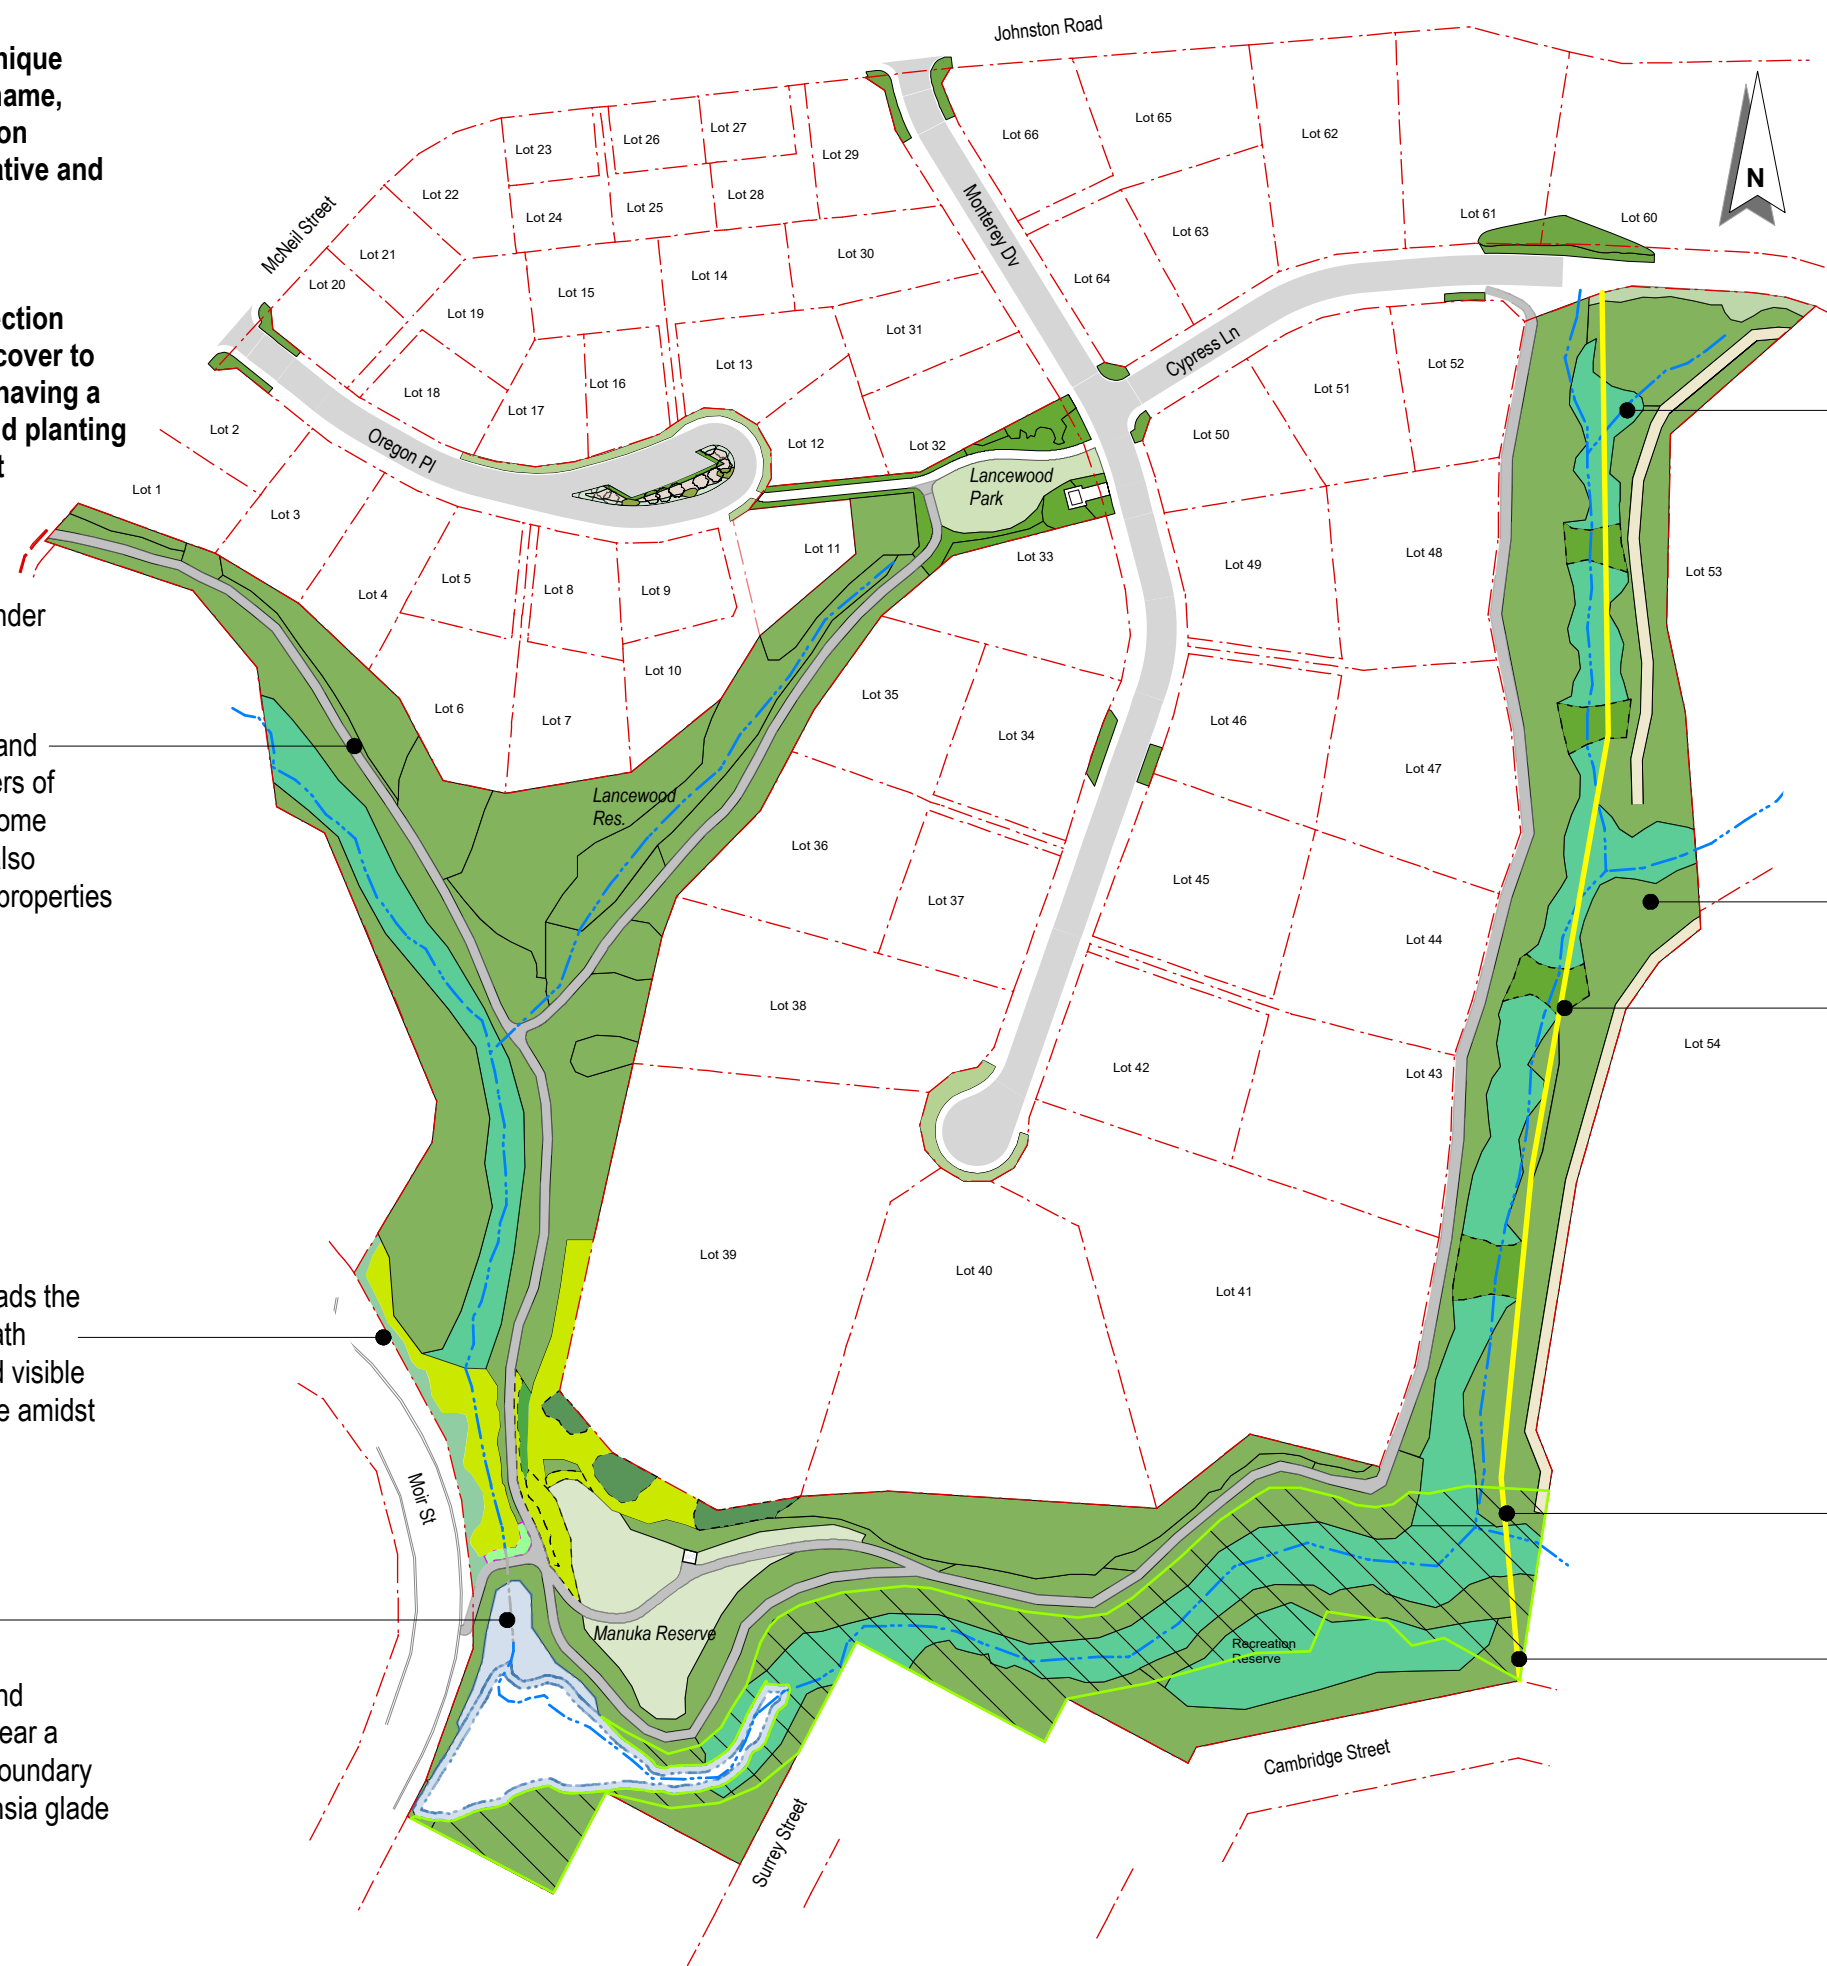 nique
name,
on
ative and
ection
cover to
having a
d planting
t
nder
and
ers of
ome
also
properties
ads the
ath
d visible
e amidst
nd
ear a
oundary
nsia glade
Johnston Road
McNeil Street
Monterey Dv
Cypress Ln
Oregon Pl
Lancewood
Park
Lancewood
Res.
Manuka Reserve
Recreation
Reserve
Moir St
Surrey Street
Cambridge Street
N
Lot 1
Lot 2
Lot 3
Lot 4
Lot 5
Lot 6
Lot 7
Lot 8
Lot 9
Lot 10
Lot 11
Lot 12
Lot 13
Lot 14
Lot 15
Lot 16
Lot 17
Lot 18
Lot 19
Lot 20
Lot 21
Lot 22
Lot 23
Lot 24
Lot 25
Lot 26
Lot 27
Lot 28
Lot 29
Lot 30
Lot 31
Lot 32
Lot 33
Lot 34
Lot 35
Lot 36
Lot 37
Lot 38
Lot 39
Lot 40
Lot 41
Lot 42
Lot 43
Lot 44
Lot 45
Lot 46
Lot 47
Lot 48
Lot 49
Lot 50
Lot 51
Lot 52
Lot 53
Lot 54
Lot 60
Lot 61
Lot 62
Lot 63
Lot 64
Lot 65
Lot 66